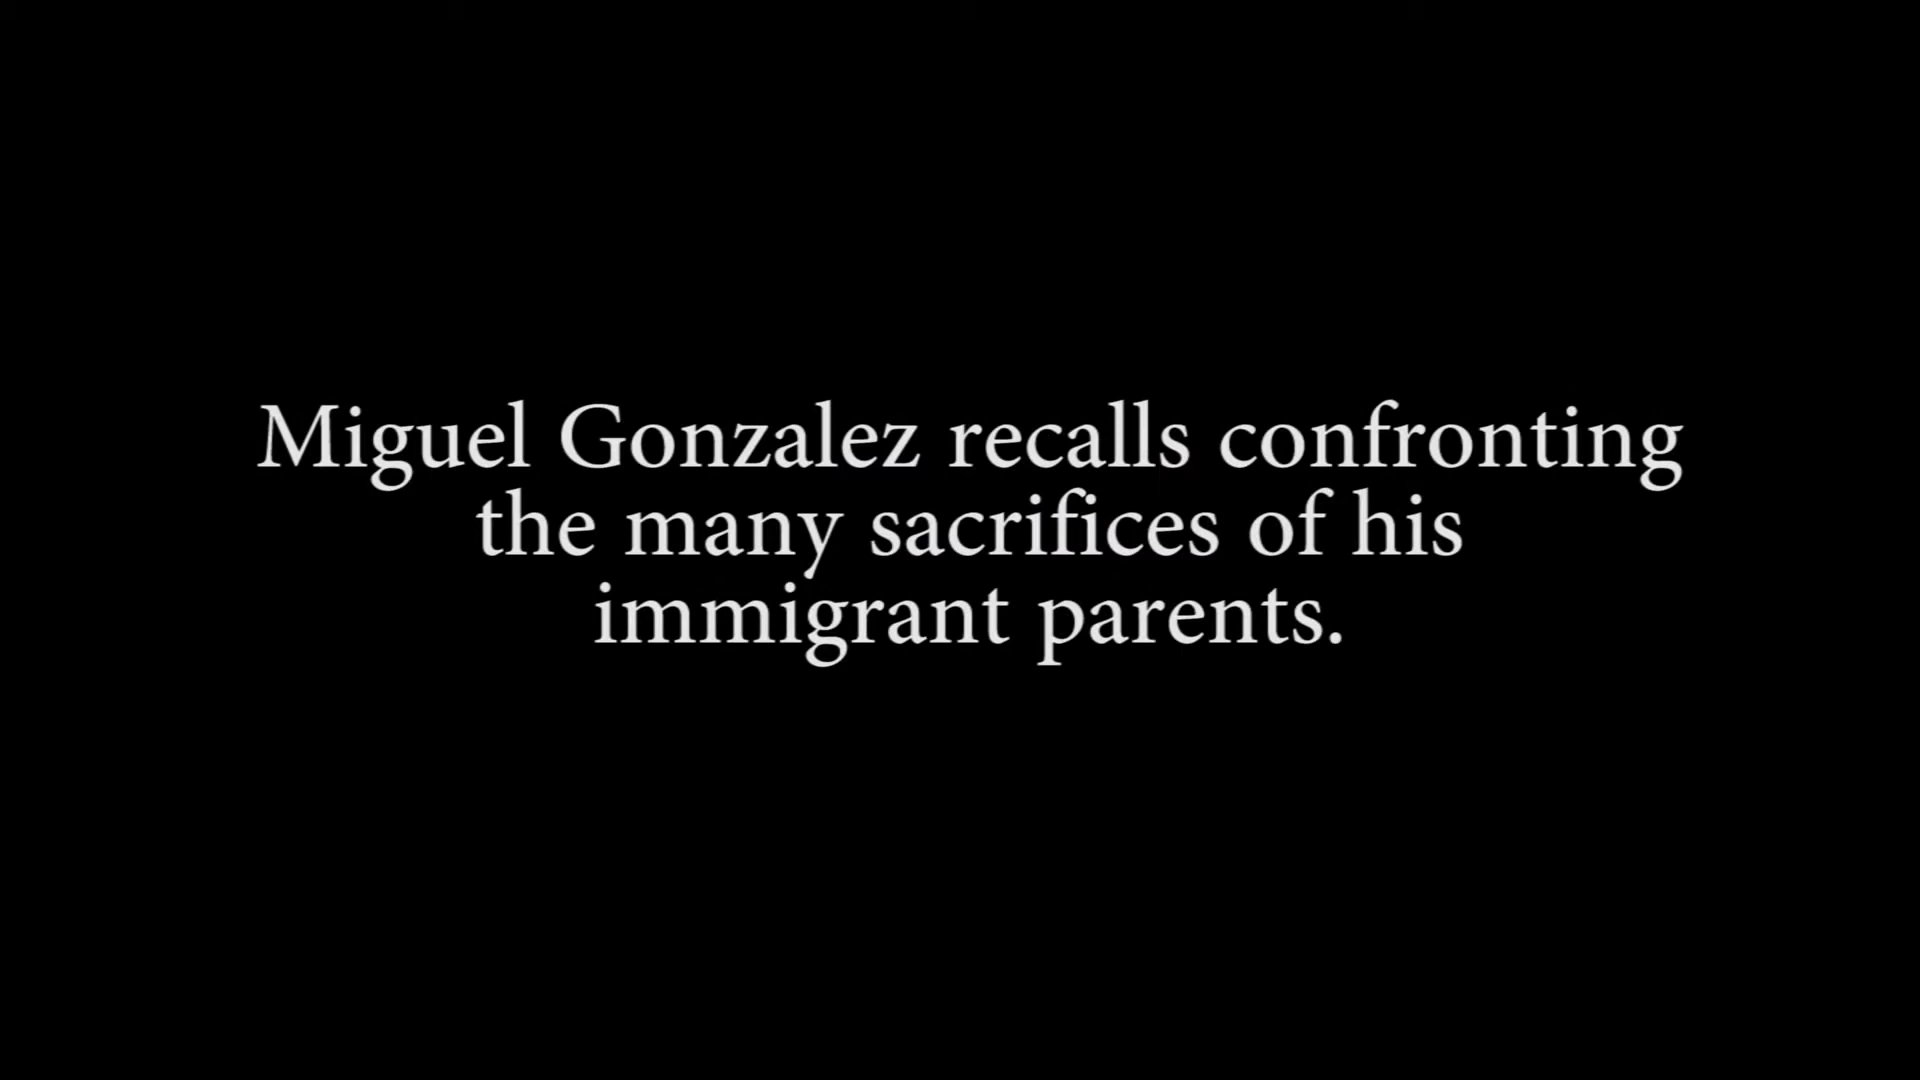 Miguel Gonzalez recalls confronting
the many sacrifices of his
immigrant parents.